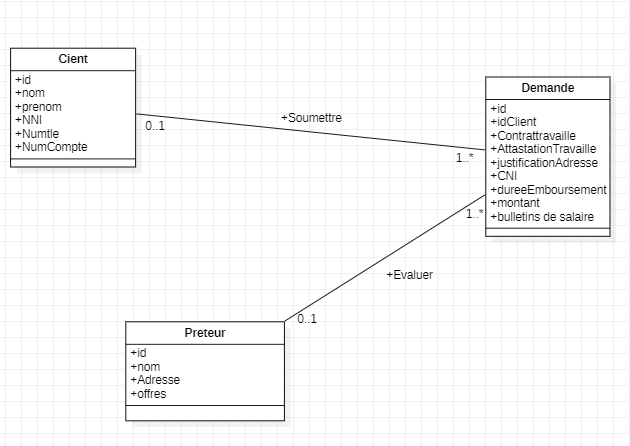 Cient
+id
+nom
+prenom
+NNI
+Numtle
+NumCompte
0..1
+Soumettre
1..*
Demande
+id
+idClient
+Contrattravaille
+AttastationTravaille
+justificationAdresse
+CNI
+dureeEmboursement
+montant
+bulletins de salaire
1..*
+Evaluer
0..1
Preteur
+id
+nom
+Adresse
+offres